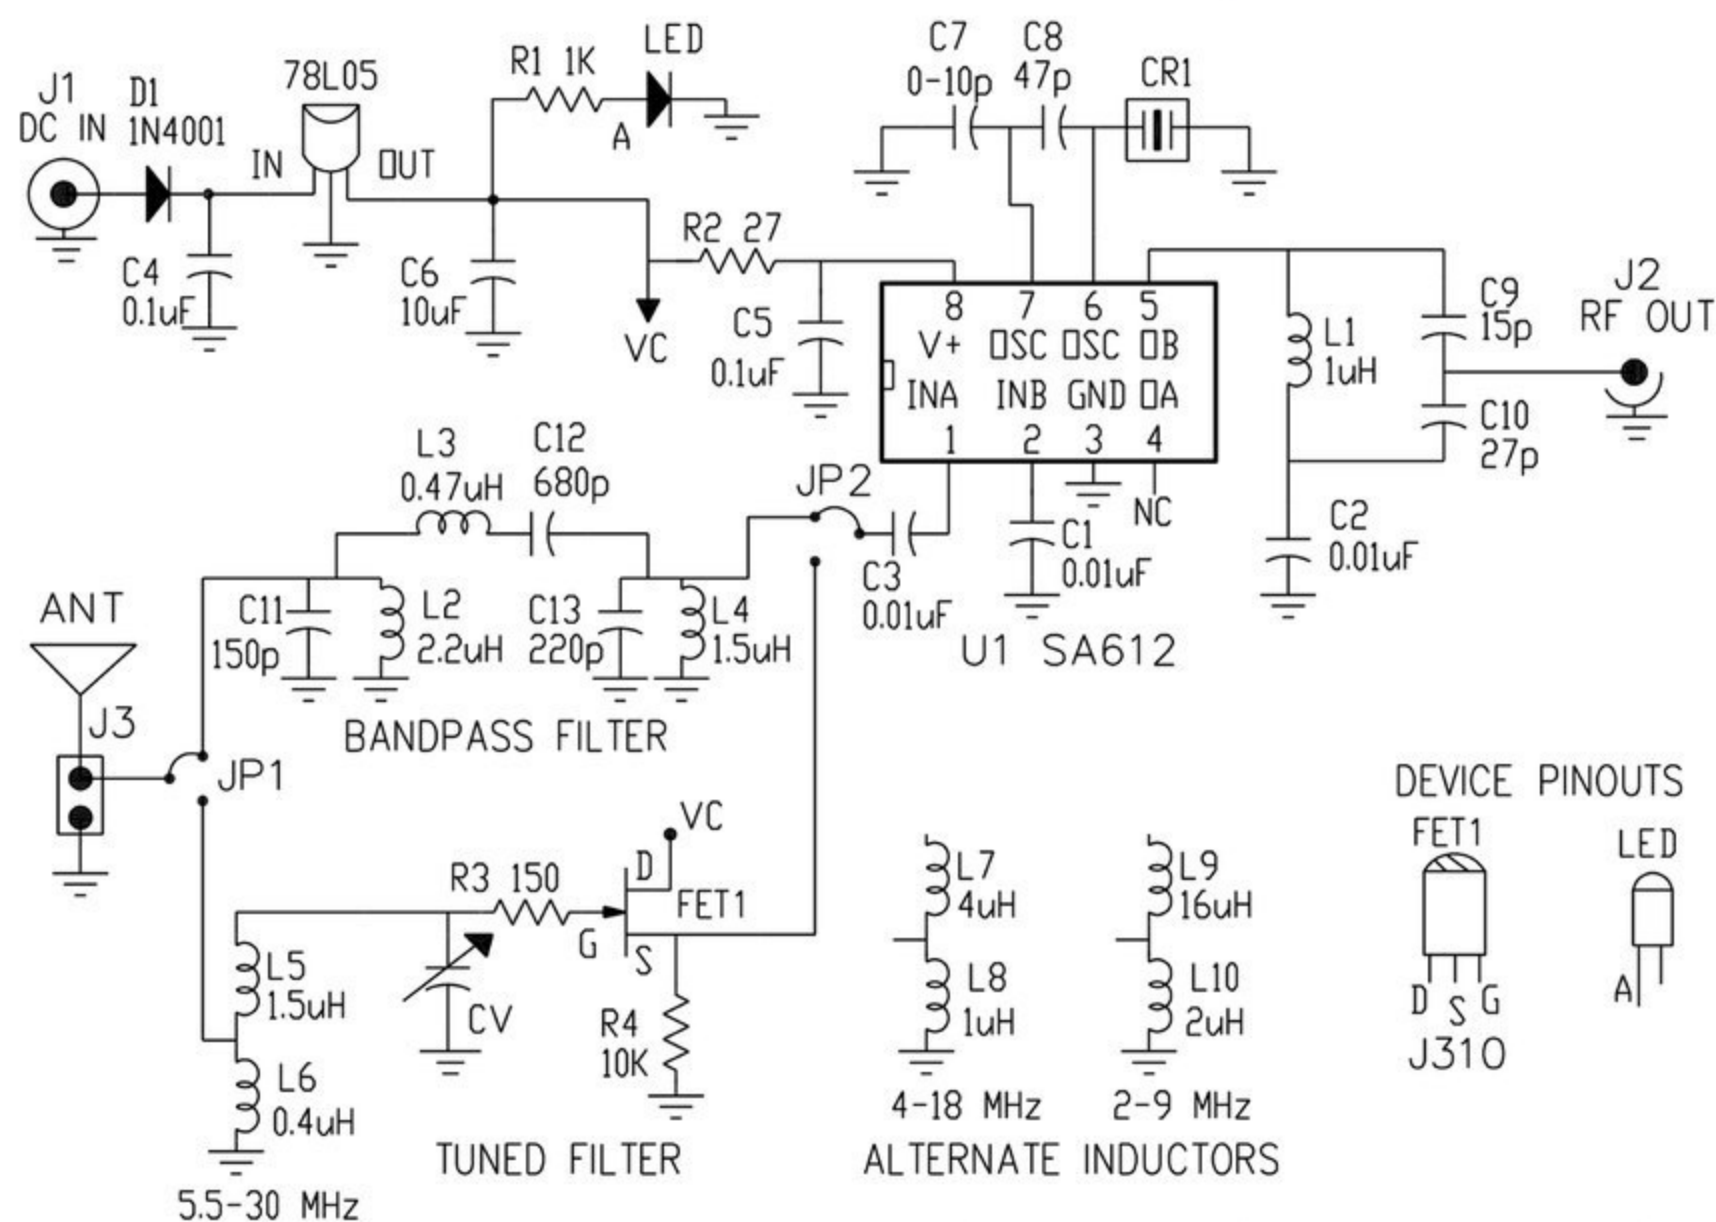 J1
DC IN
D1
1N4001
78L05
IN
OUT
R1 1K
LED
A
C4
0.1uF
C6
10uF
VC
R2 27
C5
0.1uF
C7
0-10p
C8
47p
CR1
8 7 6 5
V+ OSC OSC OB
INA INB GND OA
1 2 3 4
NC
U1 SA612
L1
1uH
C9
15p
C10
27p
J2
RF OUT
C2
0.01uF
C1
0.01uF
C3
0.01uF
JP2
L3
0.47uH
C12
680p
C11
150p
L2
2.2uH
C13
220p
L4
1.5uH
BANDPASS FILTER
ANT
J3
JP1
L5
1.5uH
L6
0.4uH
5.5-30 MHz
R3 150
CV
G
D
S
VC
FET1
R4
10K
TUNED FILTER
L7
4uH
L8
1uH
4-18 MHz
L9
16uH
L10
2uH
2-9 MHz
ALTERNATE INDUCTORS
DEVICE PINOUTS
FET1
D S G
J310
LED
A